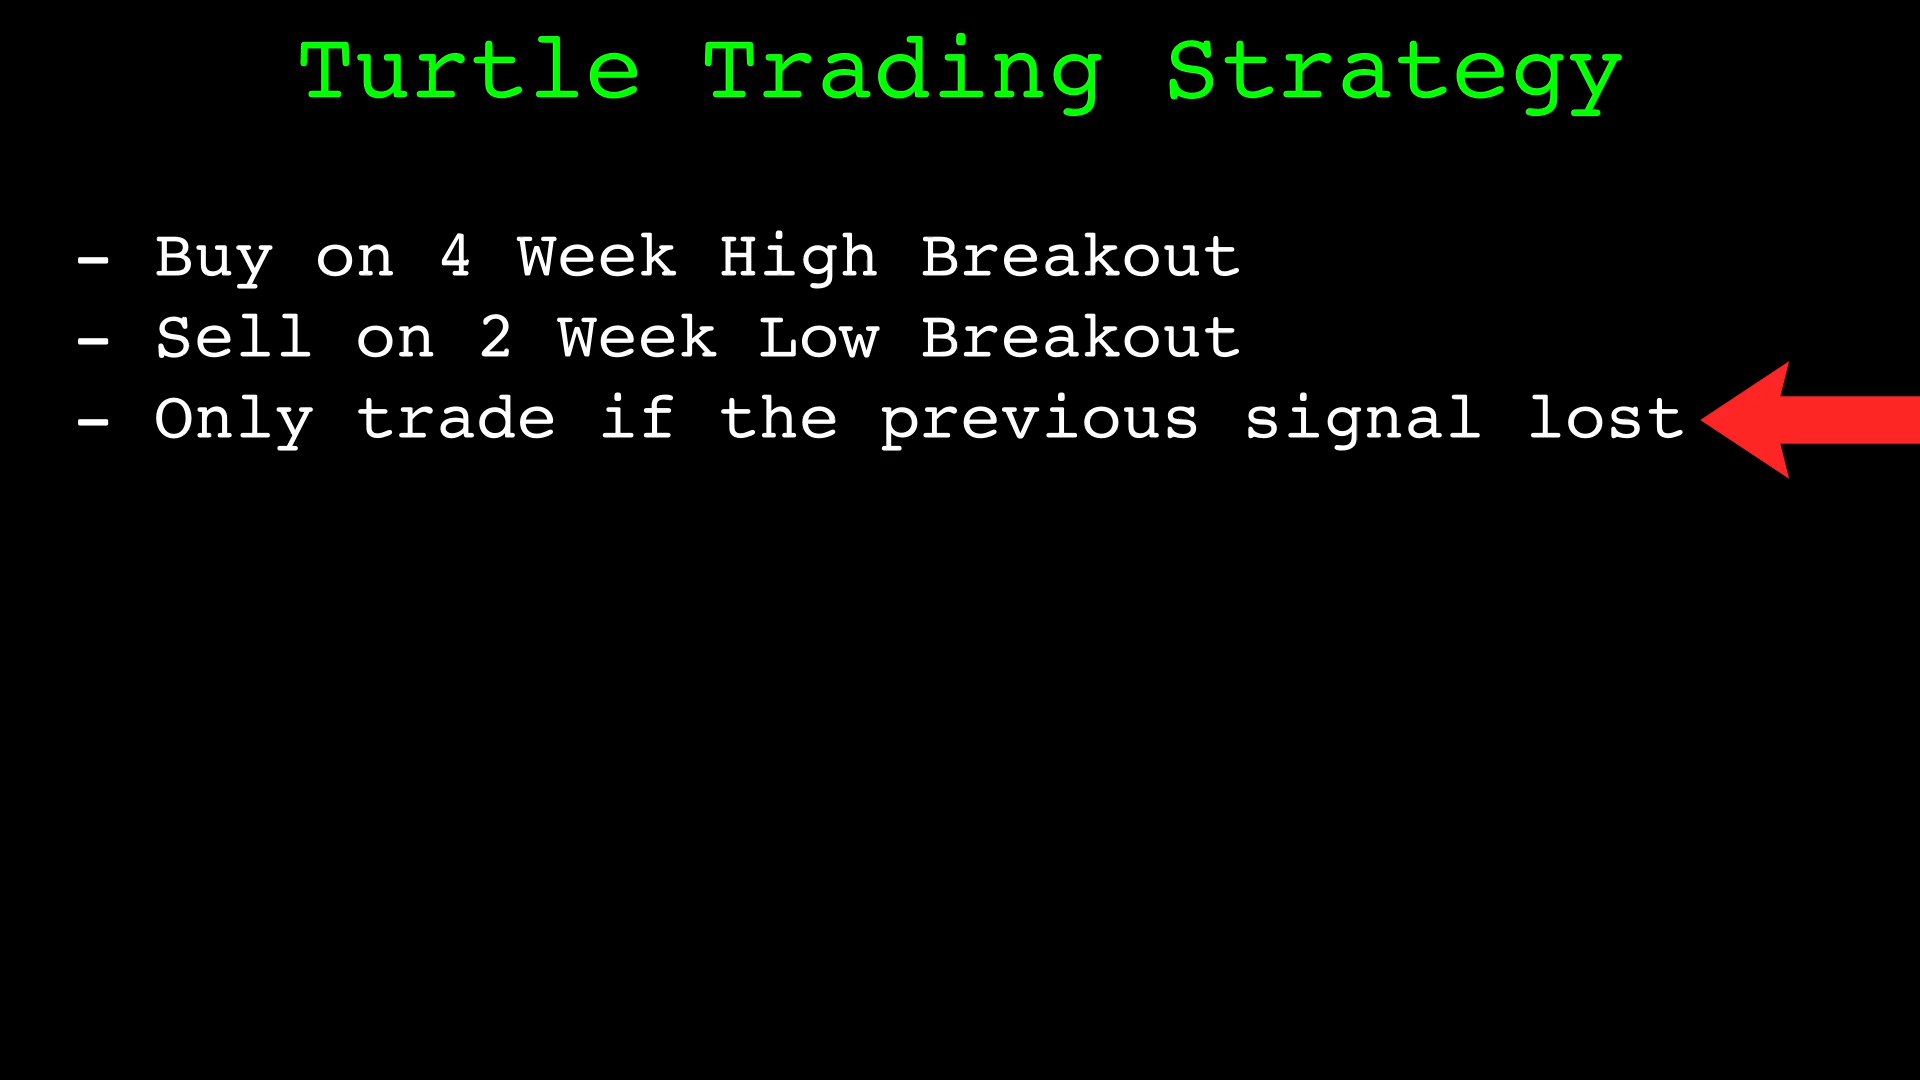 Turtle Trading Strategy
- Buy on 4 Week High Breakout
- Sell on 2 Week Low Breakout
- Only trade if the previous signal lost